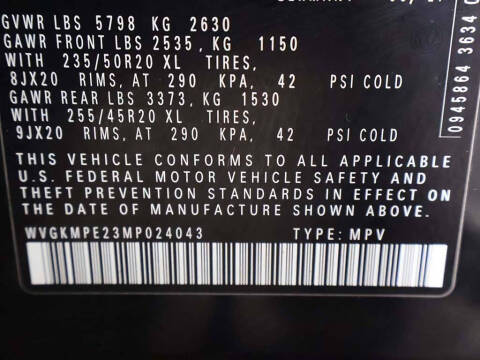 GVWR LBS 5798 KG 2630
GAWR FRONT LBS 2535, KG 1150
WITH 235/50R20 XL TIRES,
8JX20 RIMS, AT 290 KPA, 42 PSI COLD
GAWR REAR LBS 3373, KG 1530
WITH 255/45R20 XL TIRES,
9JX20 RIMS, AT 290 KPA, 42 PSI COLD
THIS VEHICLE CONFORMS TO ALL APPLICABLE
U.S. FEDERAL MOTOR VEHICLE SAFETY AND
THEFT PREVENTION STANDARDS IN EFFECT ON
THE DATE OF MANUFACTURE SHOWN ABOVE.
WVGKMPE23MP024043 TYPE: MPV
0945864 3634